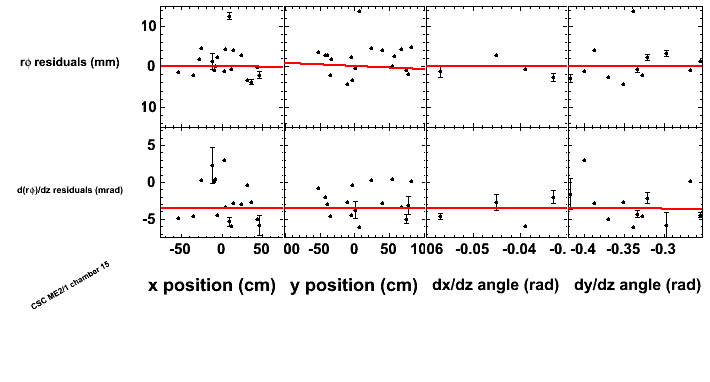 rϕ residuals (mm)
10
0
10
d(rϕ)/dz residuals (mrad)
5
0
-5
-50 0 50
00 -50 0 50 100
06 -0.05 -0.04 -0.
-0.4 -0.35 -0.3
x position (cm)
y position (cm)
dx/dz angle (rad)
dy/dz angle (rad)
CSC ME2/1 chamber 15